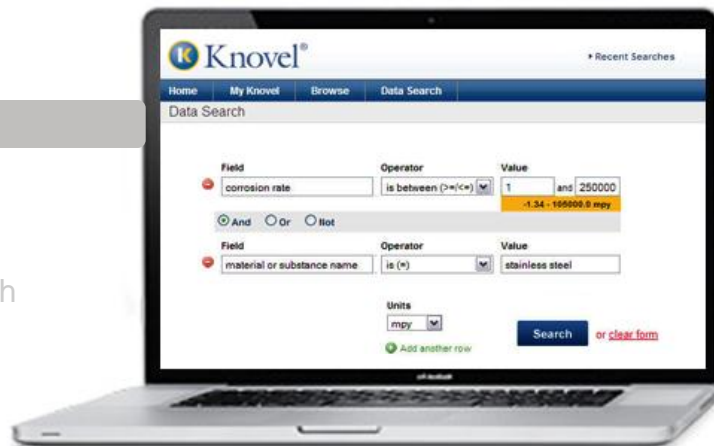 K Knovel®
Recent Searches
Home My Knovel Browse Data Search
Data Search
Field Operator Value
corrosion rate is between (>=/<=) 1 and 250000
-1.34 - 105000.0 mpy
And Or Not
Field Operator Value
material or substance name is (=) stainless steel
h
Units
mpy
Search or clear form
Add another row